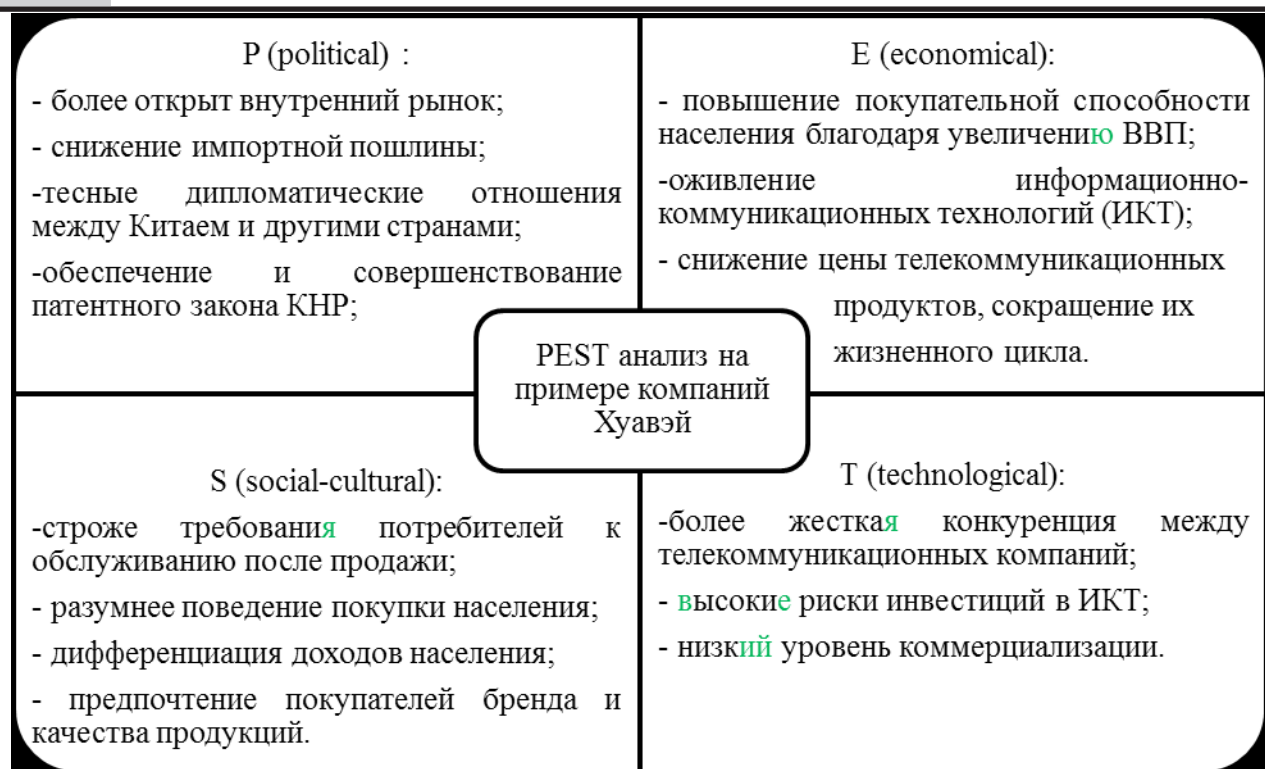 P (political) :
- более открыт внутренний рынок;
- снижение импортной пошлины;
-тесные дипломатические отношения
между Китаем и другими странами;
-обеспечение и совершенствование
патентного закона КНР;
E (economical):
- повышение покупательной способности
населения благодаря увеличению ВВП;
-оживление информационно-
коммуникационных технологий (ИКТ);
- снижение цены телекоммуникационных
продуктов, сокращение их
жизненного цикла.
PEST анализ на
примере компаний
Хуавэй
S (social-cultural):
-строже требования потребителей к
обслуживанию после продажи;
- разумнее поведение покупки населения;
- дифференциация доходов населения;
- предпочтение покупателей бренда и
качества продукций.
T (technological):
-более жесткая конкуренция между
телекоммуникационных компаний;
- высокие риски инвестиций в ИКТ;
- низкий уровень коммерциализации.